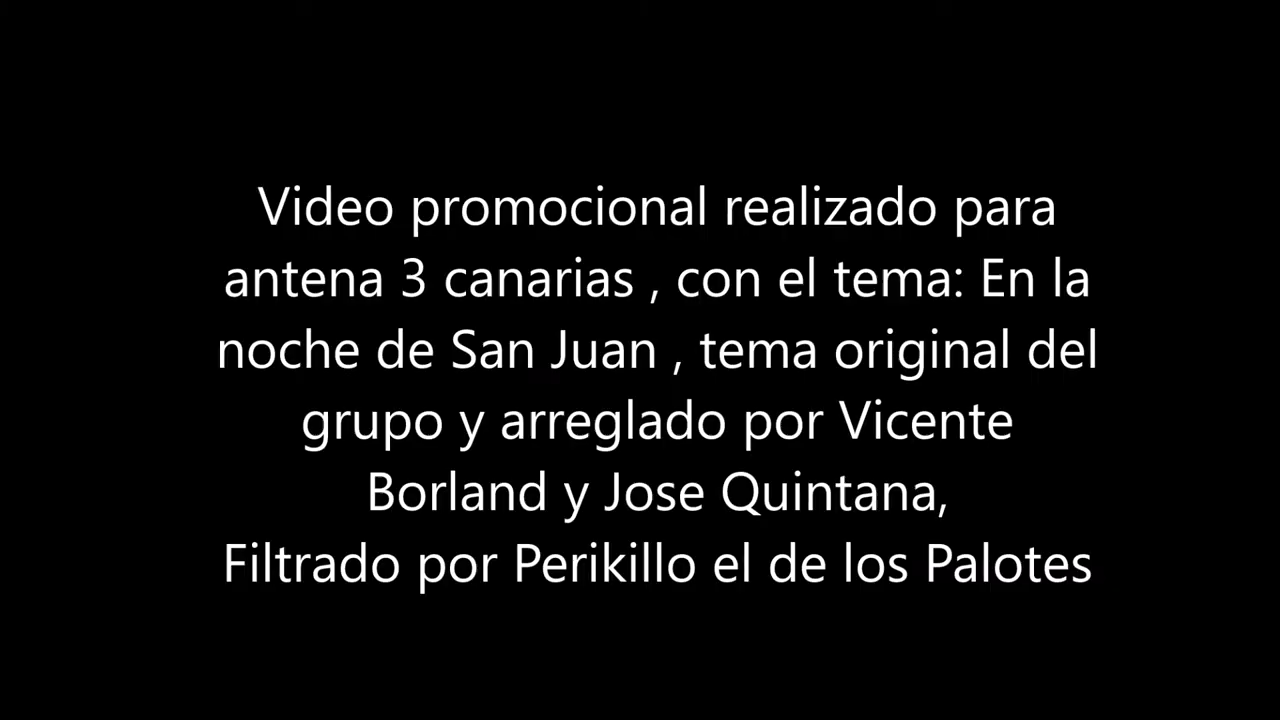 Video promocional realizado para
antena 3 canarias , con el tema: En la
noche de San Juan , tema original del
grupo y arreglado por Vicente
Borland y Jose Quintana,
Filtrado por Perikillo el de los Palotes